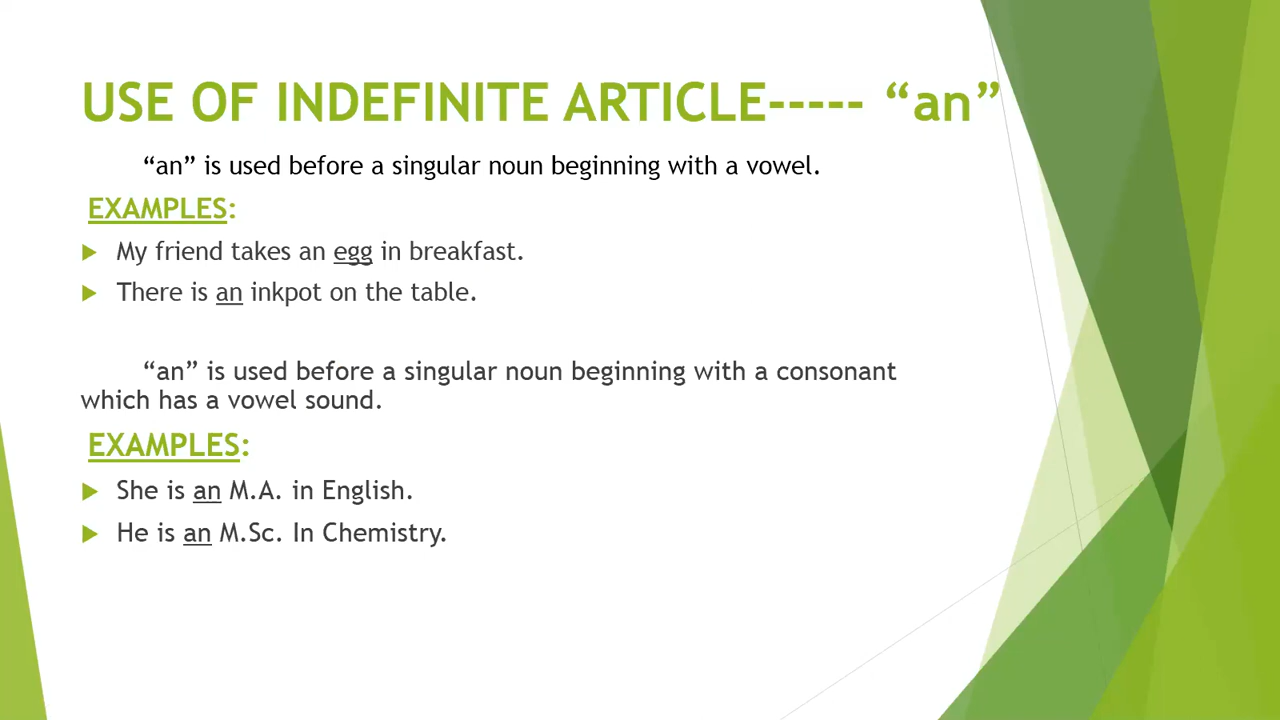 USE OF INDEFINITE ARTICLE----- “an”
“an” is used before a singular noun beginning with a vowel.
EXAMPLES:
My friend takes an egg in breakfast.
There is an inkpot on the table.
“an” is used before a singular noun beginning with a consonant
which has a vowel sound.
EXAMPLES:
She is an M.A. in English.
He is an M.Sc. In Chemistry.